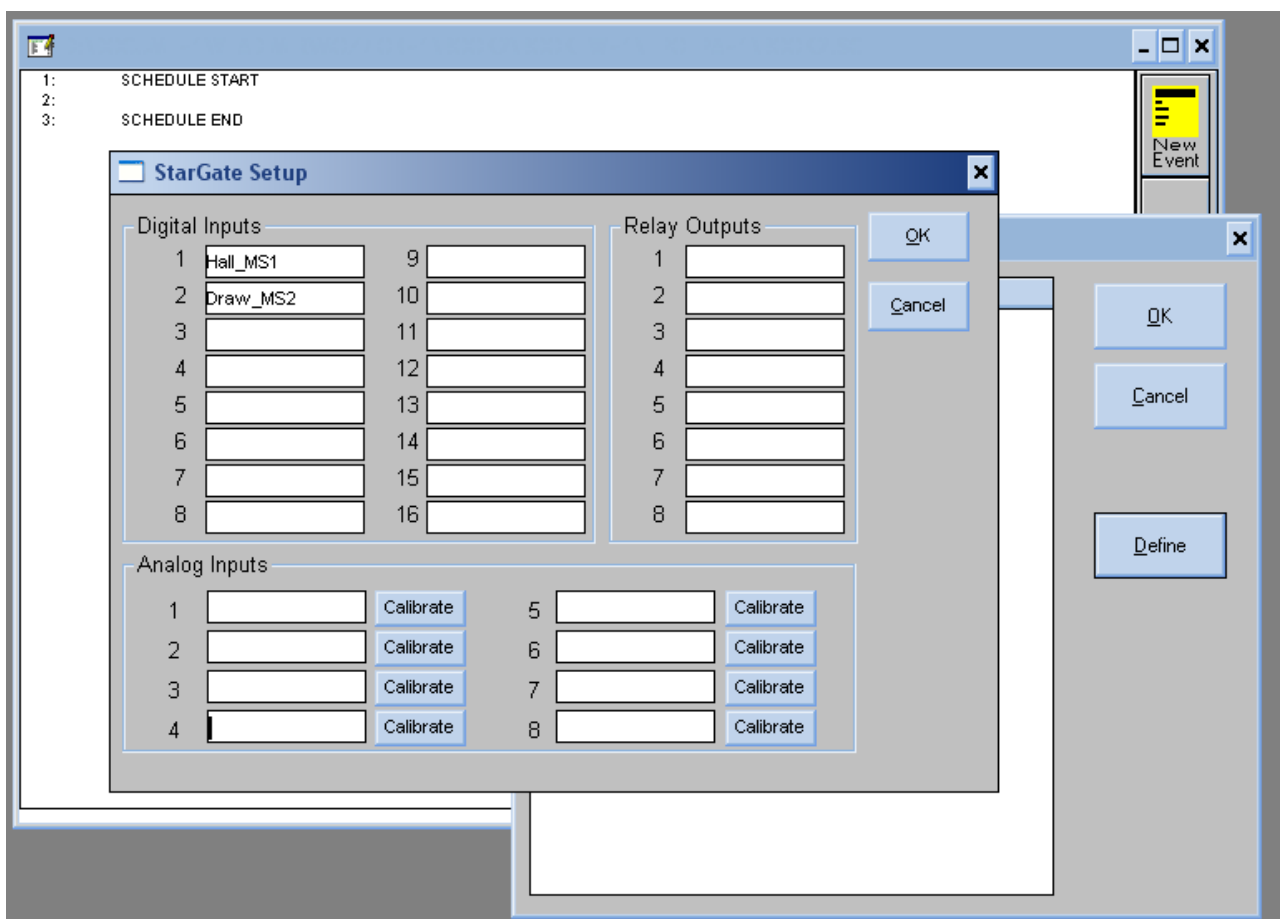 1: SCHEDULE START
2:
3: SCHEDULE END
New
Event
StarGate Setup
Digital Inputs
1 Hall_MS1 9
2 Draw_MS2 10
3 11
4 12
5 13
6 14
7 15
8 16
Relay Outputs
1
2
3
4
5
6
7
8
OK
Cancel
Analog Inputs
1 Calibrate 5 Calibrate
2 Calibrate 6 Calibrate
3 Calibrate 7 Calibrate
4 Calibrate 8 Calibrate
OK
Cancel
Define